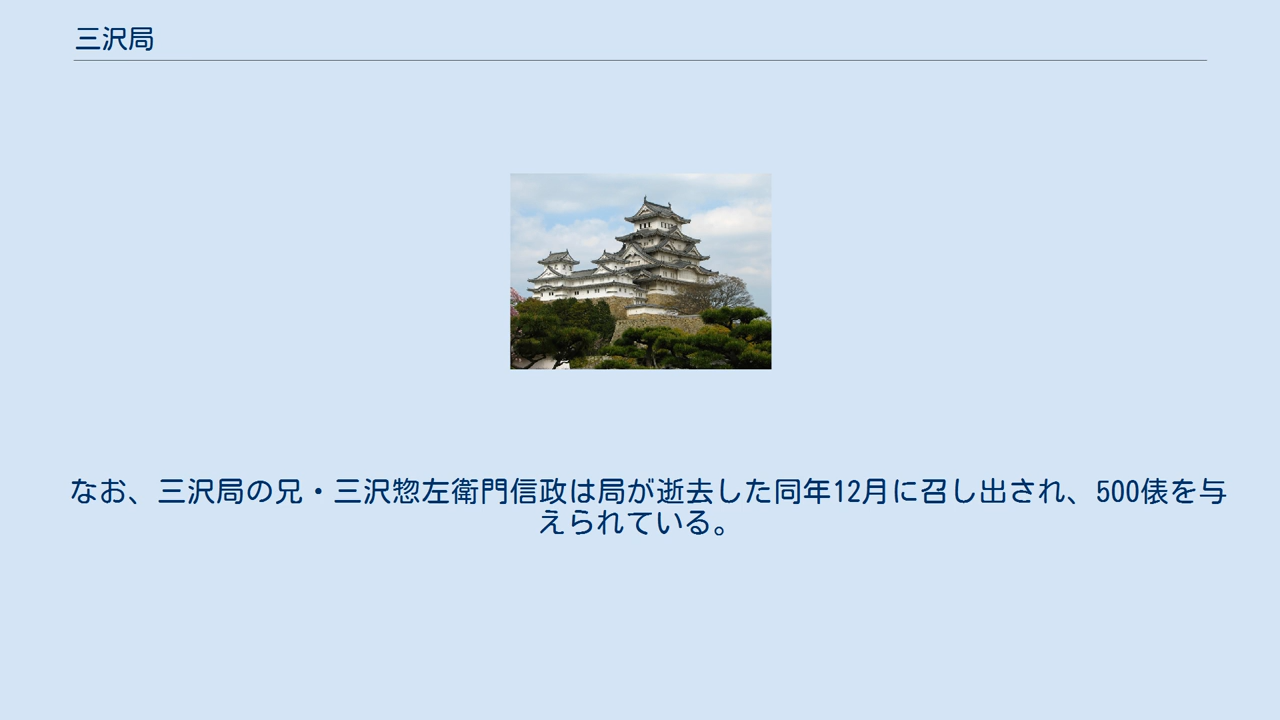 三沢局
なお、三沢局の兄・三沢惣左衛門信政は局が逝去した同年12月に召し出され、500俵を与
えられている。